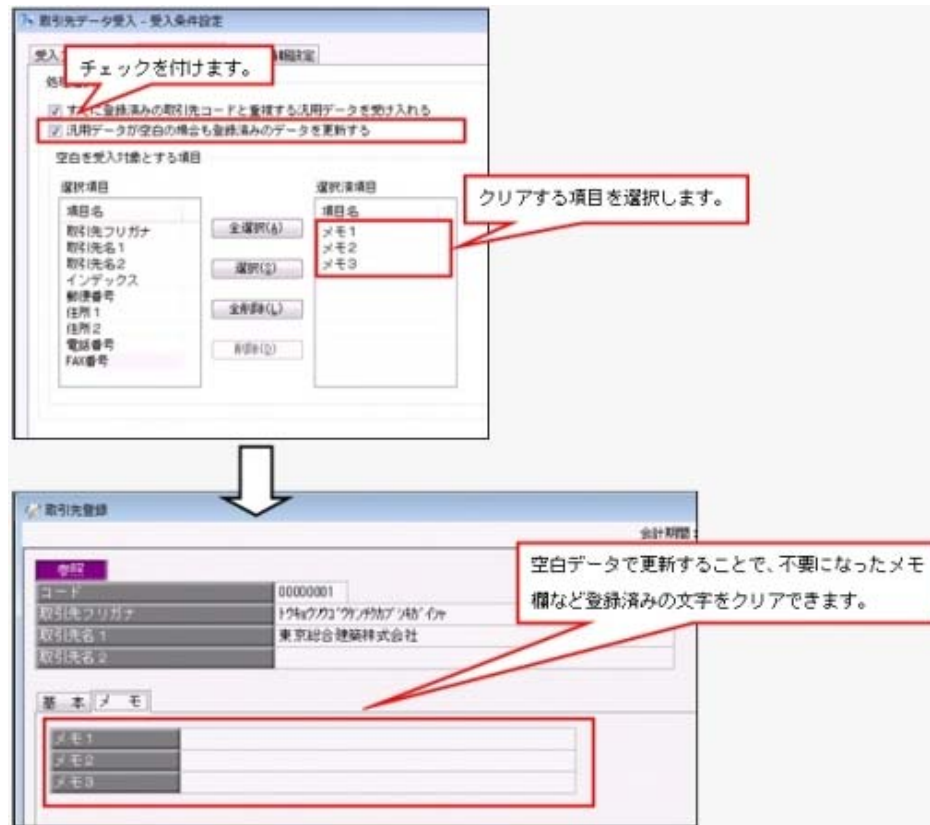 取引先データ受入 - 受入条件設定
受入
チェックを付けます。
すでに登録済みの取引先コードと重複する汎用データを受け入れる
汎用データが空白の場合も登録済みのデータを更新する
空白を受入対象とする項目
選択項目
選択済項目
項目名
取引先フリガナ
取引先名1
取引先名2
インデックス
郵便番号
住所1
住所2
電話番号
FAX番号
全選択(A)
選択(S)
全削除(L)
削除(D)
項目名
メモ1
メモ2
メモ3
クリアする項目を選択します。
取引先登録
会計期間:
参照
コード 00000001
取引先フリガナ
取引先名1 東京総合建築株式会社
取引先名2
空白データで更新することで、不要になったメモ
欄など登録済みの文字をクリアできます。
基 本 メ モ
メモ1
メモ2
メモ3